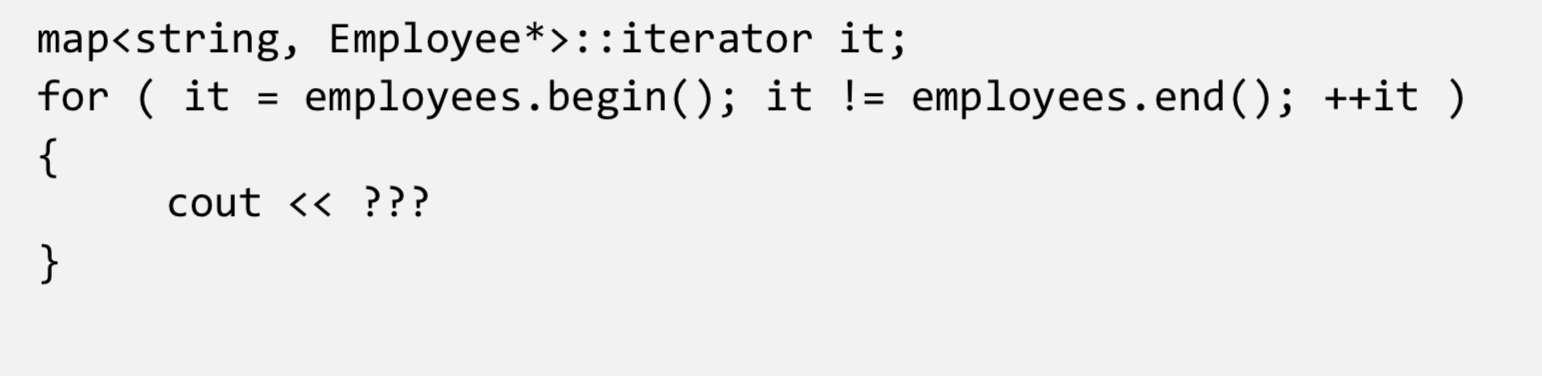 map<string, Employee*>::iterator it;
for ( it = employees.begin(); it != employees.end(); ++it )
{
cout << ???
}